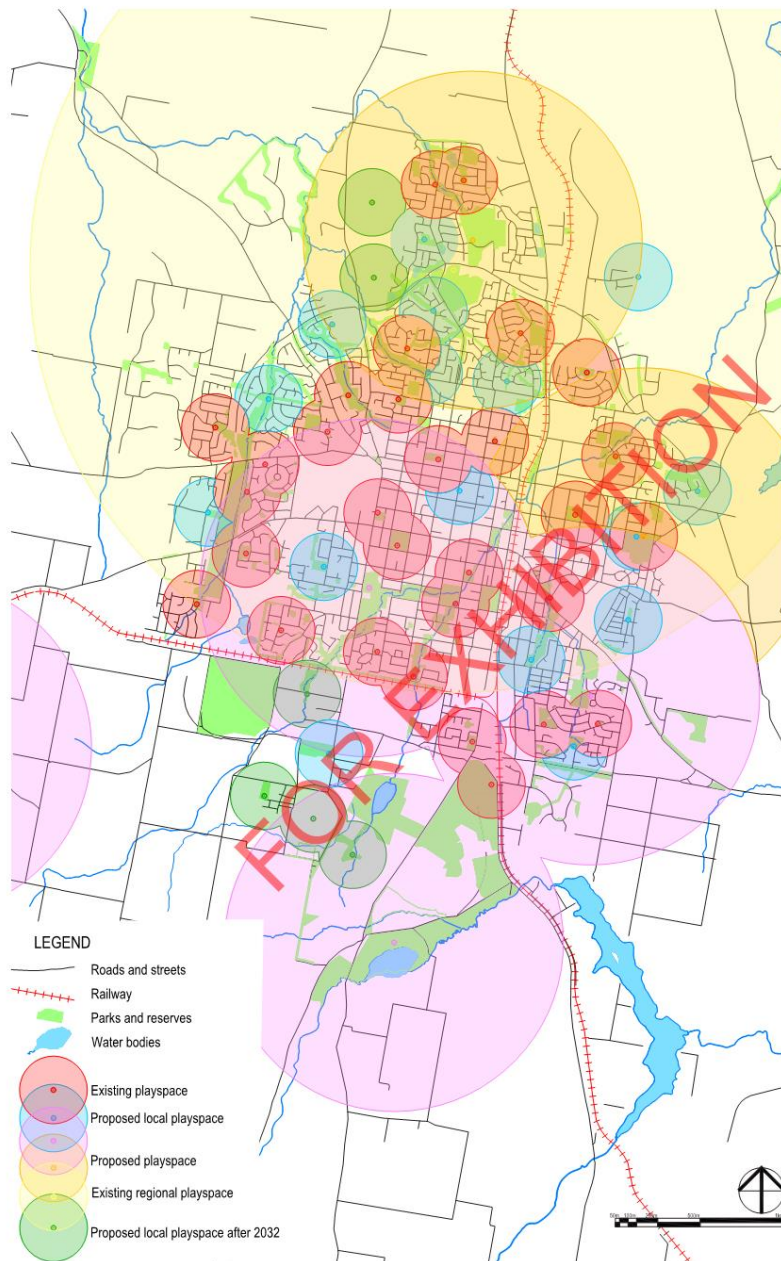 FOR EXHIBITION
LEGEND
Roads and streets
Railway
Parks and reserves
Water bodies
Existing playspace
Proposed local playspace
Proposed playspace
Existing regional playspace
Proposed local playspace after 2032